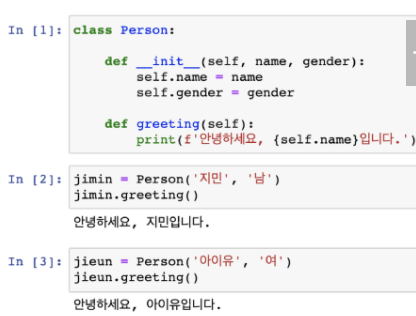 In [1]: class Person:
def __init__(self, name, gender):
self.name = name
self.gender = gender
def greeting(self):
print(f'안녕하세요, {self.name}입니다.')
In [2]: jimin = Person('지민', '남')
jimin.greeting()
안녕하세요, 지민입니다.
In [3]: jieun = Person('아이유', '여')
jieun.greeting()
안녕하세요, 아이유입니다.